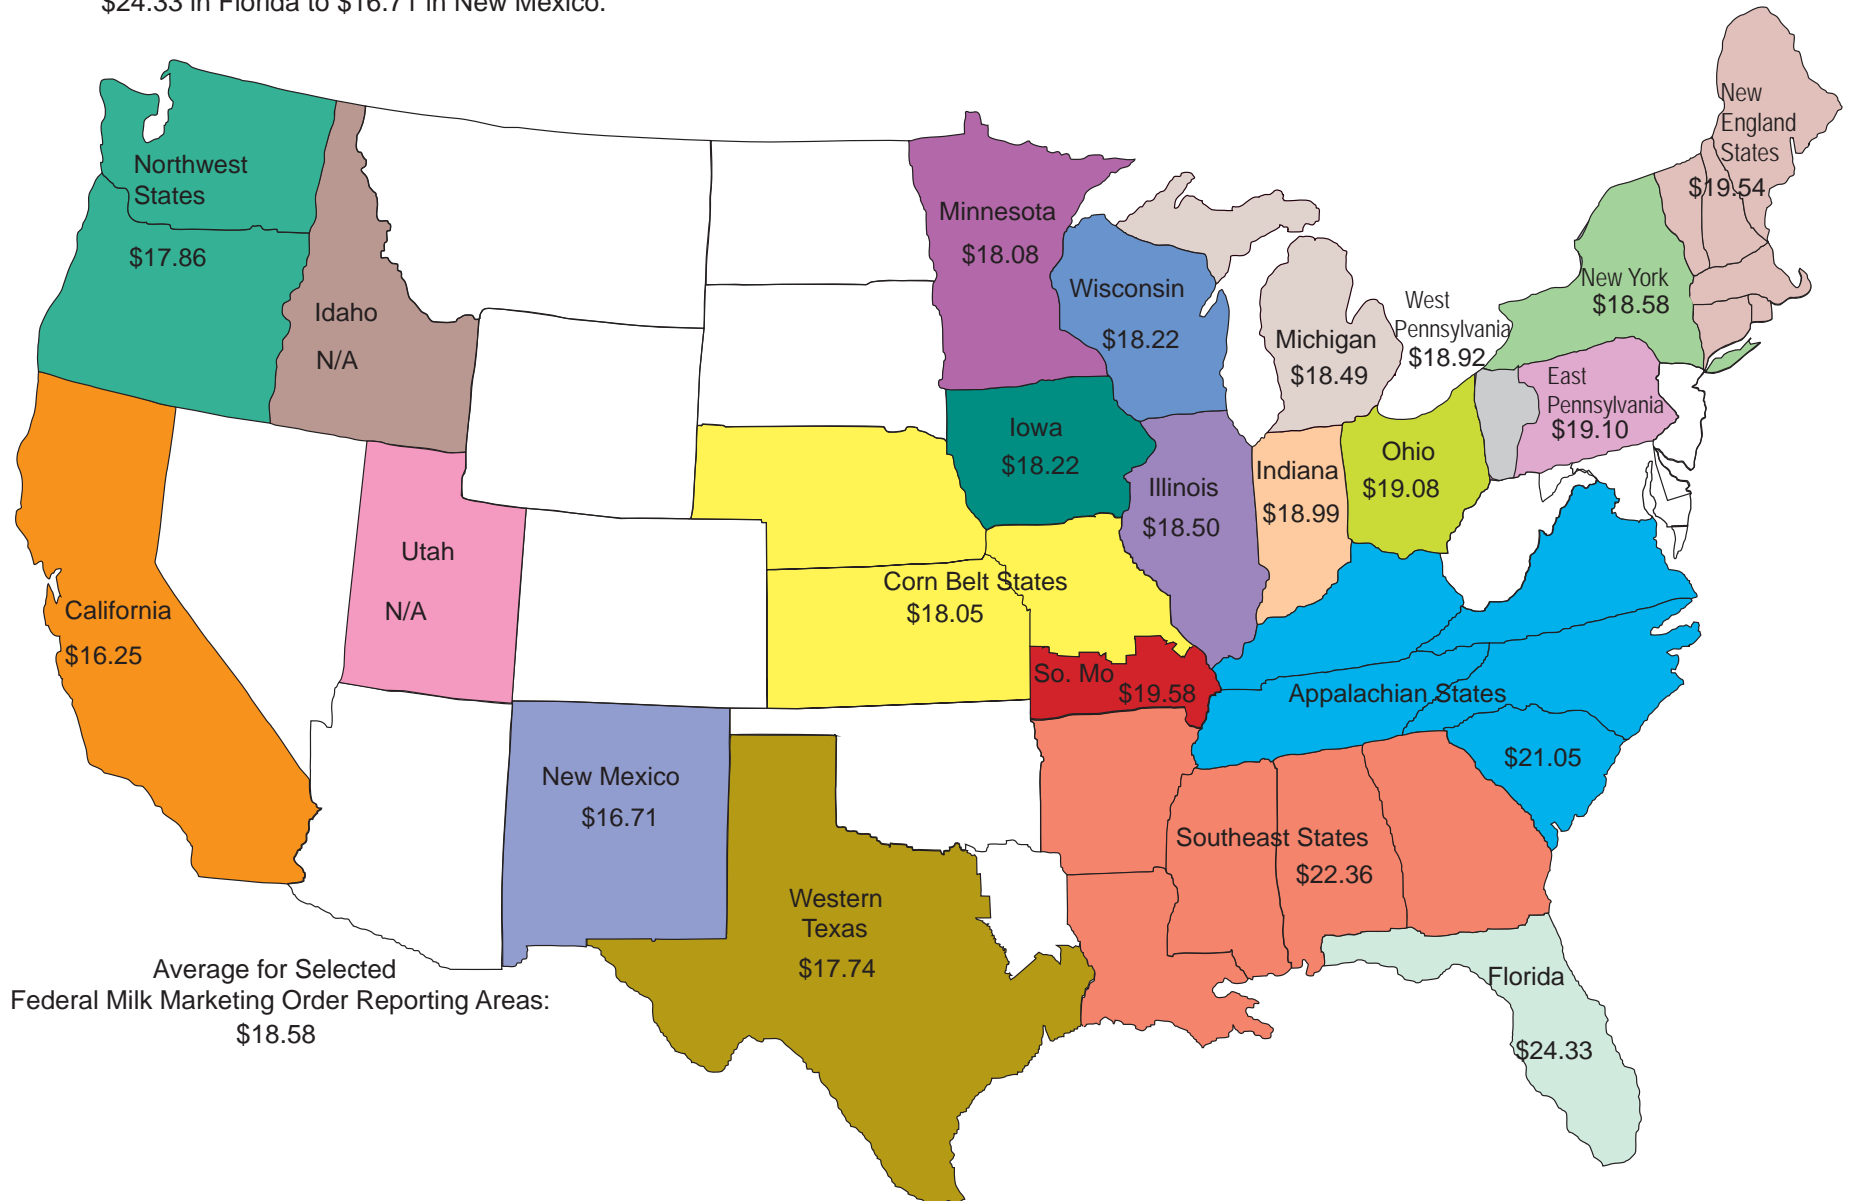 $24.33 in Florida to $16.71 in New Mexico.
New
England
States
$19.54
Northwest
States
$17.86
Minnesota
$18.08
Wisconsin
$18.22
Idaho
N/A
Michigan
$18.49
West
Pennsylvania
$18.92
New York
$18.58
East
Pennsylvania
$19.10
Iowa
$18.22
Illinois
$18.50
Indiana
$18.99
Ohio
$19.08
Utah
N/A
California
$16.25
Corn Belt States
$18.05
So. Mo
$19.58
Appalachian States
$21.05
New Mexico
$16.71
Southeast States
$22.36
Western
Texas
$17.74
Florida
$24.33
Average for Selected
Federal Milk Marketing Order Reporting Areas:
$18.58